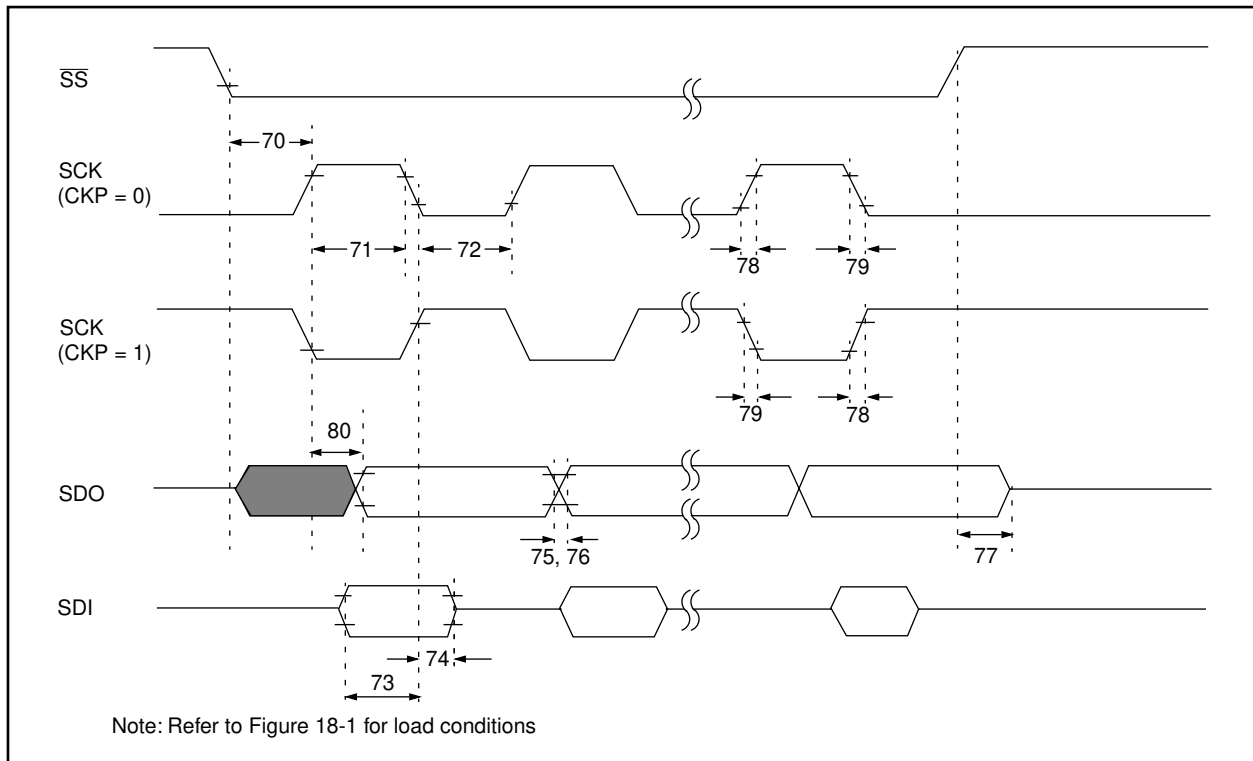 SS
70
SCK
(CKP = 0)
71
72
78
79
SCK
(CKP = 1)
79
78
80
SDO
75, 76
77
SDI
74
73
Note: Refer to Figure 18-1 for load conditions